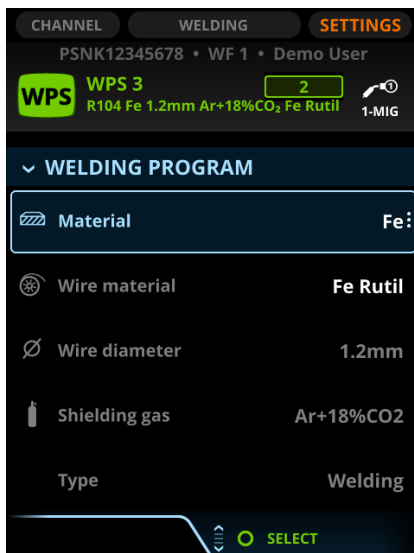 CHANNEL WELDING SETTINGS
PSNK12345678 • WF 1 • Demo User
WPS WPS 3 2 1
R104 Fe 1.2mm Ar+18%CO₂ Fe Rutil 1-MIG
WELDING PROGRAM
Material Fe
Wire material Fe Rutil
Wire diameter 1.2mm
Shielding gas Ar+18%CO2
Type Welding
SELECT